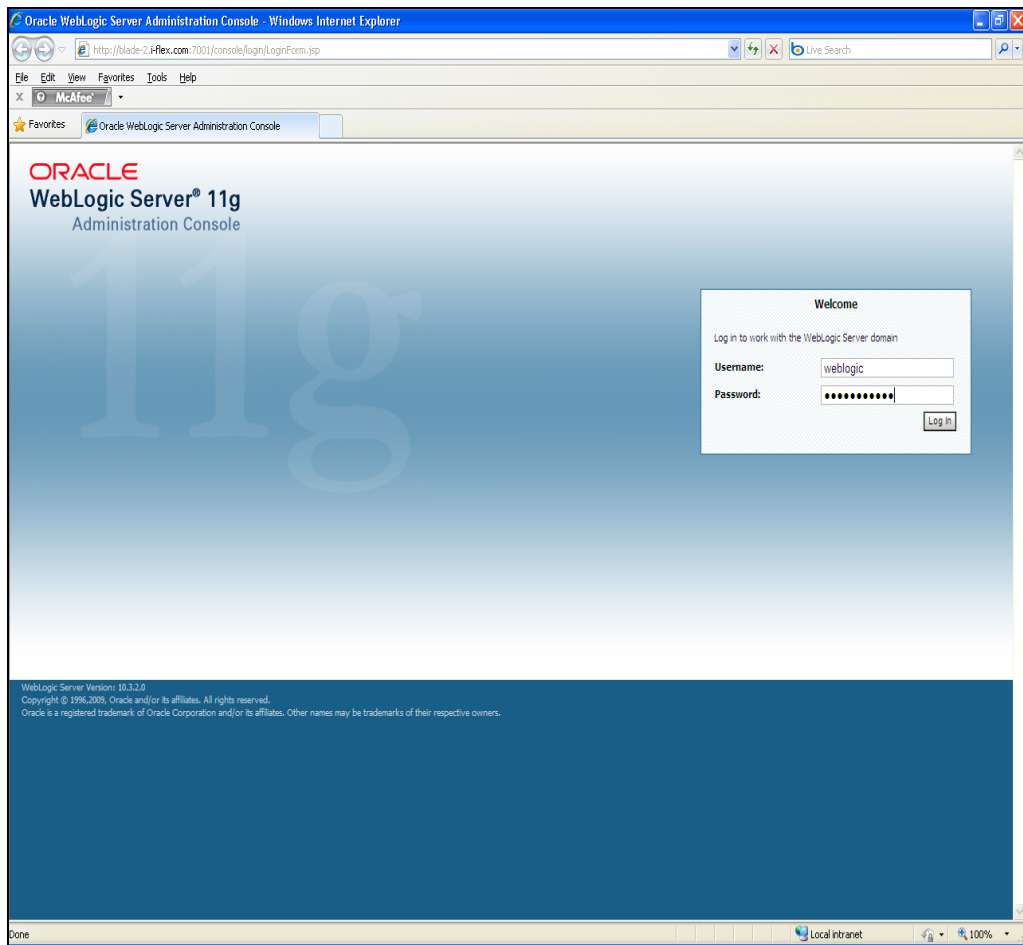 Oracle WebLogic Server Administration Console - Windows Internet Explorer
http://blade-2.i-flex.com:7001/console/login/LoginForm.jsp
Live Search
File Edit View Favorites Tools Help
X McAfee
Favorites
Oracle WebLogic Server Administration Console
ORACLE
WebLogic Server® 11g
Administration Console
11g
Welcome
Log in to work with the WebLogic Server domain
Username:
weblogic
Password:
•••••••••••
Log In
WebLogic Server Version: 10.3.2.0
Copyright © 1996,2009, Oracle and/or its affiliates. All rights reserved.
Oracle is a registered trademark of Oracle Corporation and/or its affiliates. Other names may be trademarks of their respective owners.
Done
Local intranet
100%